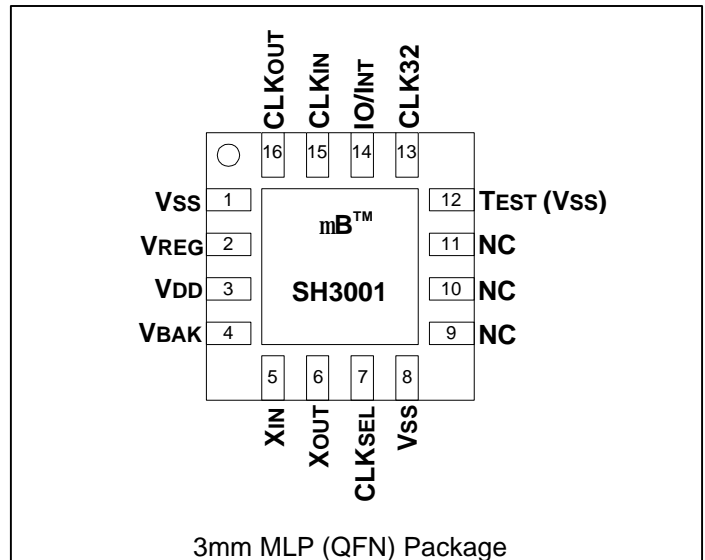 CLKOUT
CLKIN
IO/INT
CLK32
16
15
14
13
VSS 1
12 TEST (VSS)
mB™
VREG 2
11 NC
VDD 3
SH3001
10 NC
VBAK 4
9 NC
5
6
7
8
XIN
XOUT
CLKSEL
VSS
3mm MLP (QFN) Package